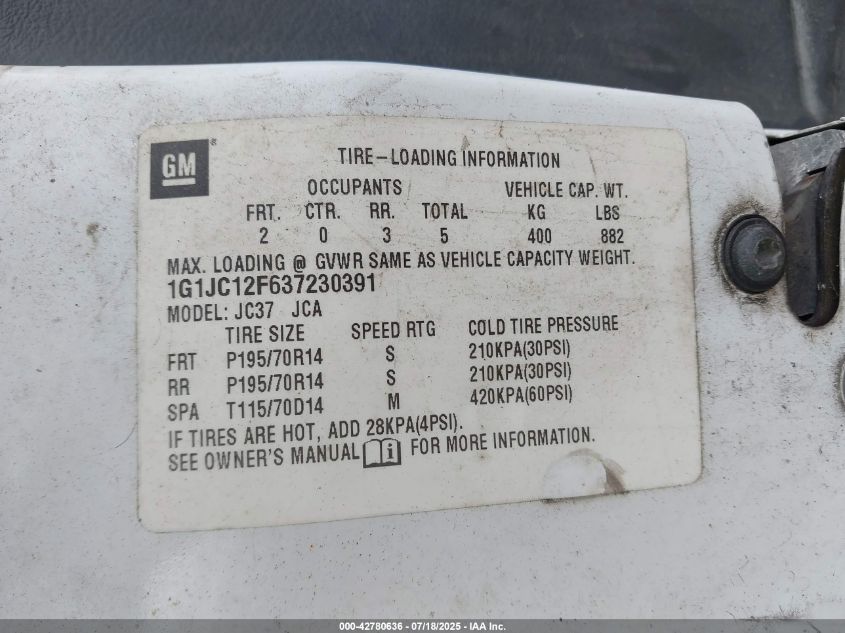 GM
TIRE-LOADING INFORMATION
OCCUPANTS VEHICLE CAP. WT.
FRT. CTR. RR. TOTAL KG LBS
2 0 3 5 400 882
MAX. LOADING @ GVWR SAME AS VEHICLE CAPACITY WEIGHT.
1G1JC12F637230391
MODEL: JC37 JCA
TIRE SIZE SPEED RTG COLD TIRE PRESSURE
FRT P195/70R14 S 210KPA(30PSI)
RR P195/70R14 S 210KPA(30PSI)
SPA T115/70D14 M 420KPA(60PSI)
IF TIRES ARE HOT, ADD 28KPA(4PSI).
SEE OWNER'S MANUAL FOR MORE INFORMATION.
000-42780636 - 07/18/2025 - IAA Inc.